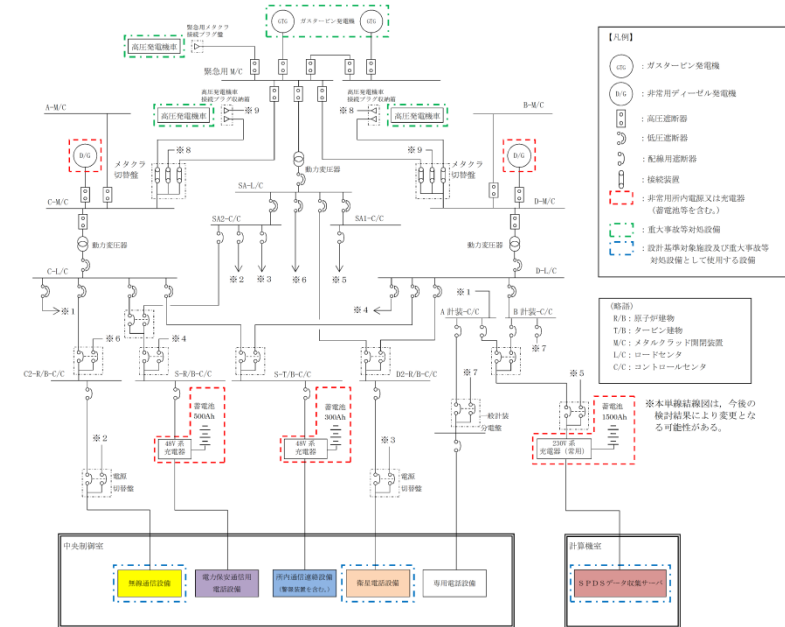 緊急用メタクラ
接続プラグ盤
高圧発電機車
GTG
ガスタービン発電機
GTG
緊急用 M/C
高圧発電機車
接続プラグ収納箱
※9
高圧発電機車
高圧発電機車
接続プラグ収納箱
※8
高圧発電機車
A-M/C
B-M/C
D/G
※8
メタクラ
切替盤
動力変圧器
※9
メタクラ
切替盤
D/G
C-M/C
D-M/C
SA-L/C
SA2-C/C
SA1-C/C
動力変圧器
動力変圧器
※2
※3
※6
※5
C-L/C
D-L/C
※1
※4
※1
A 計装-C/C
B 計装-C/C
※6
※4
※7
C2-R/B-C/C
S-R/B-C/C
S-T/B-C/C
D2-R/B-C/C
※7
※5
蓄電池
500Ah
蓄電池
300Ah
一般計装
分電盤
蓄電池
1500Ah
※2
48V 系
充電器
48V 系
充電器
※3
230V 系
充電器（常用）
電源
切替盤
電源
切替盤
中央制御室
無線通信設備
電力保安通信用
電話設備
所内通信連絡設備
（警報装置を含む。）
衛星電話設備
専用電話設備
計算機室
ＳＰＤＳデータ収集サーバ
【凡例】
GTG
：ガスタービン発電機
D/G
：非常用ディーゼル発電機
：高圧遮断器
：低圧遮断器
：配線用遮断器
：接続装置
：非常用所内電源又は充電器
（蓄電池等を含む。）
：重大事故等対処設備
：設計基準対象施設及び重大事故等
対処設備として使用する設備
（略語）
R/B：原子炉建物
T/B：タービン建物
M/C：メタルクラッド開閉装置
L/C：ロードセンタ
C/C：コントロールセンタ
※本単線結線図は、今後の
検討結果により変更とな
る可能性がある。